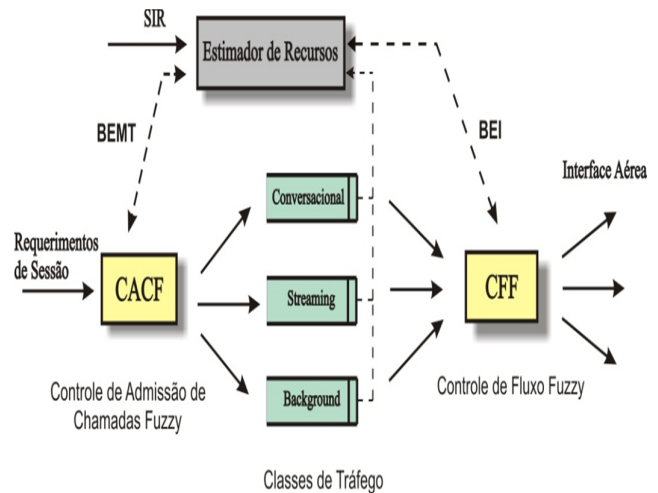 SIR
Estimador de Recursos
BEMT
BEI
Conversacional
Interface Aérea
Requerimentos
de Sessão
CACF
Streaming
CFF
Controle de Admissão de
Chamadas Fuzzy
Background
Controle de Fluxo Fuzzy
Classes de Tráfego